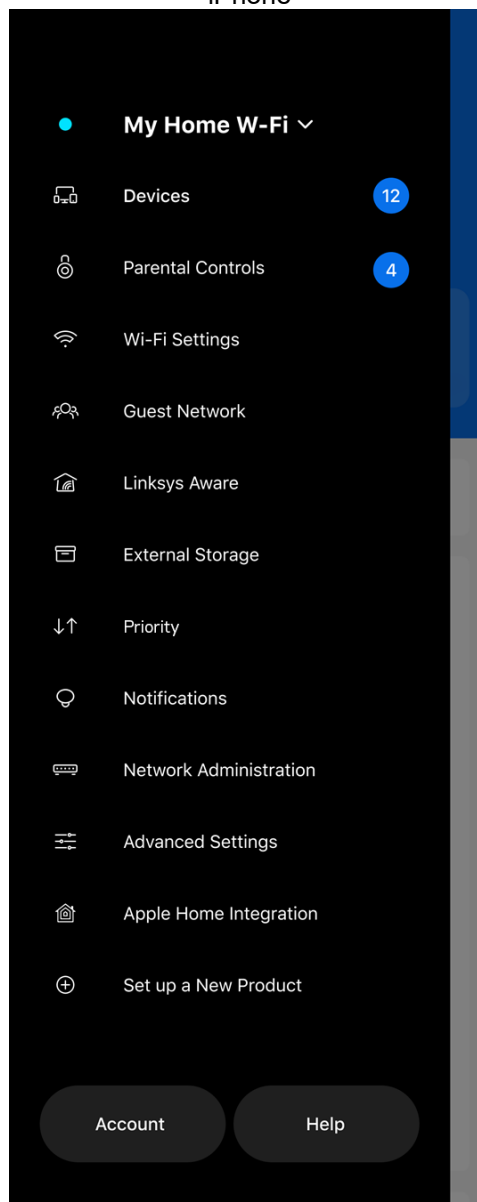 iPhone
My Home W-Fi
Devices 12
Parental Controls 4
Wi-Fi Settings
Guest Network
Linksys Aware
External Storage
Priority
Notifications
Network Administration
Advanced Settings
Apple Home Integration
Set up a New Product
Account Help